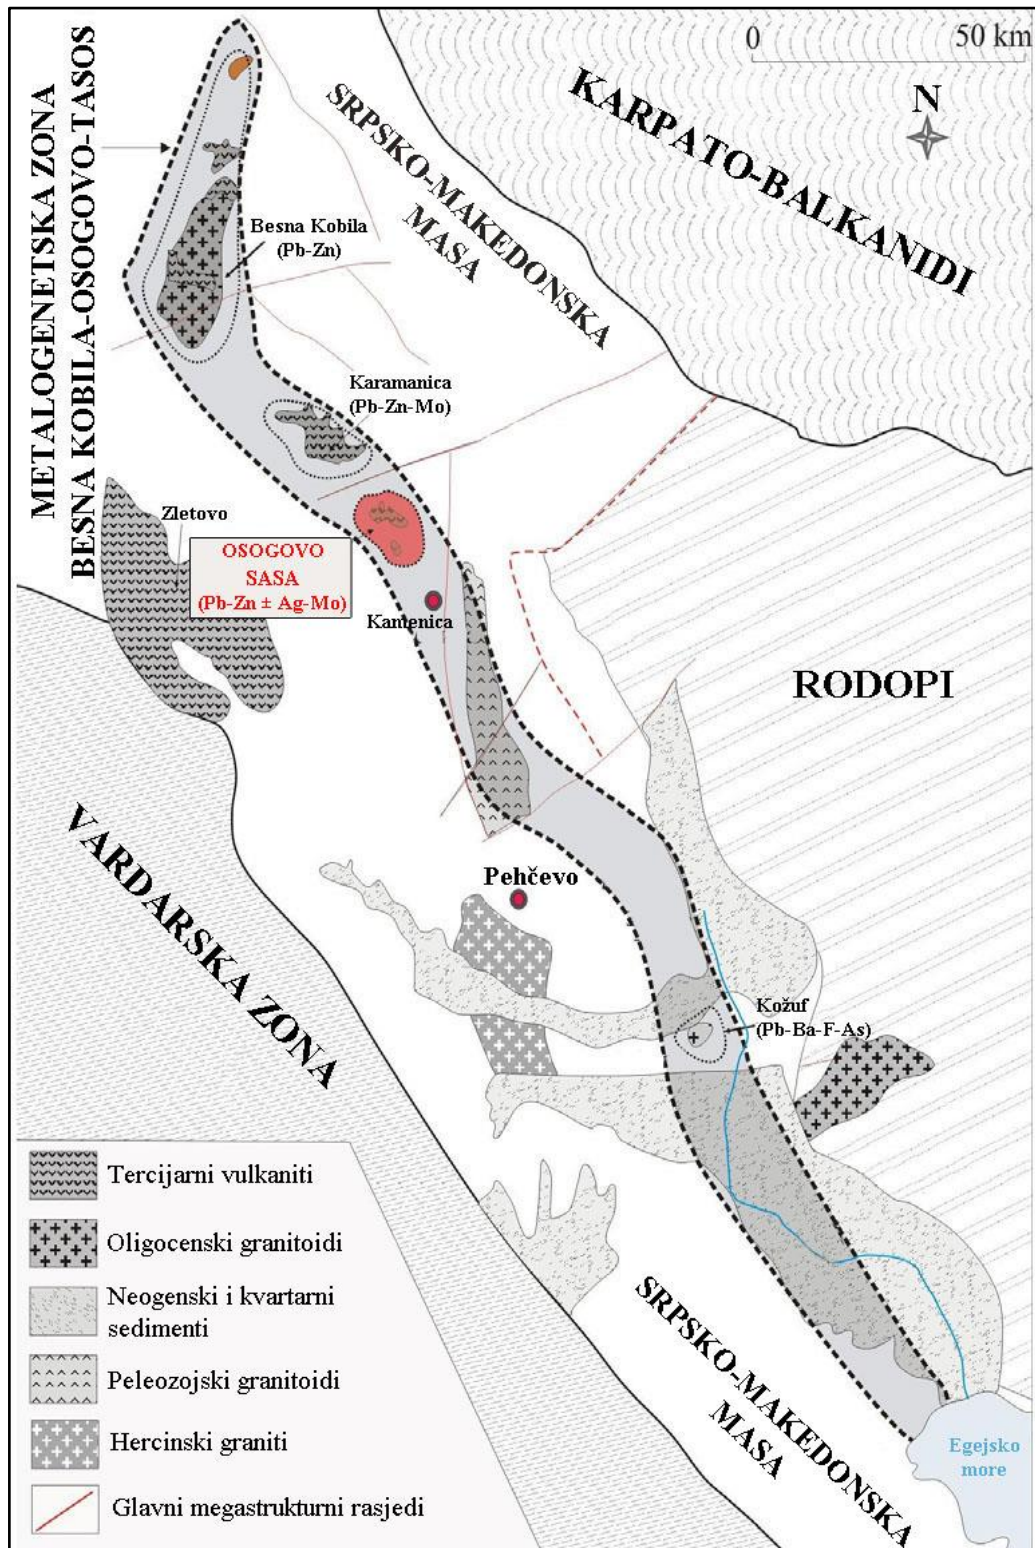 0 50 km
N
KARPATO-BALKANIDI
SRPSKO-MAKEDONSKA
MASA
METALOGENETSKA ZONA
BESNA KOBILA-OSOGOVO-TASOS
Besna Kobila
(Pb-Zn)
Karamanica
(Pb-Zn-Mo)
Zletovo
OSOGOVO
SASA
(Pb-Zn ± Ag-Mo)
Kamenica
RODOPI
VARDARSKA ZONA
Pehčevo
Kožuf
(Pb-Ba-F-As)
SRPSKO-MAKEDONSKA
MASA
Egejsko
more
Tercijarni vulkaniti
Oligocenski granitoidi
Neogenski i kvartarni
sedimenti
Peleozojski granitoidi
Hercinski graniti
Glavni megastrukturni rasjedi